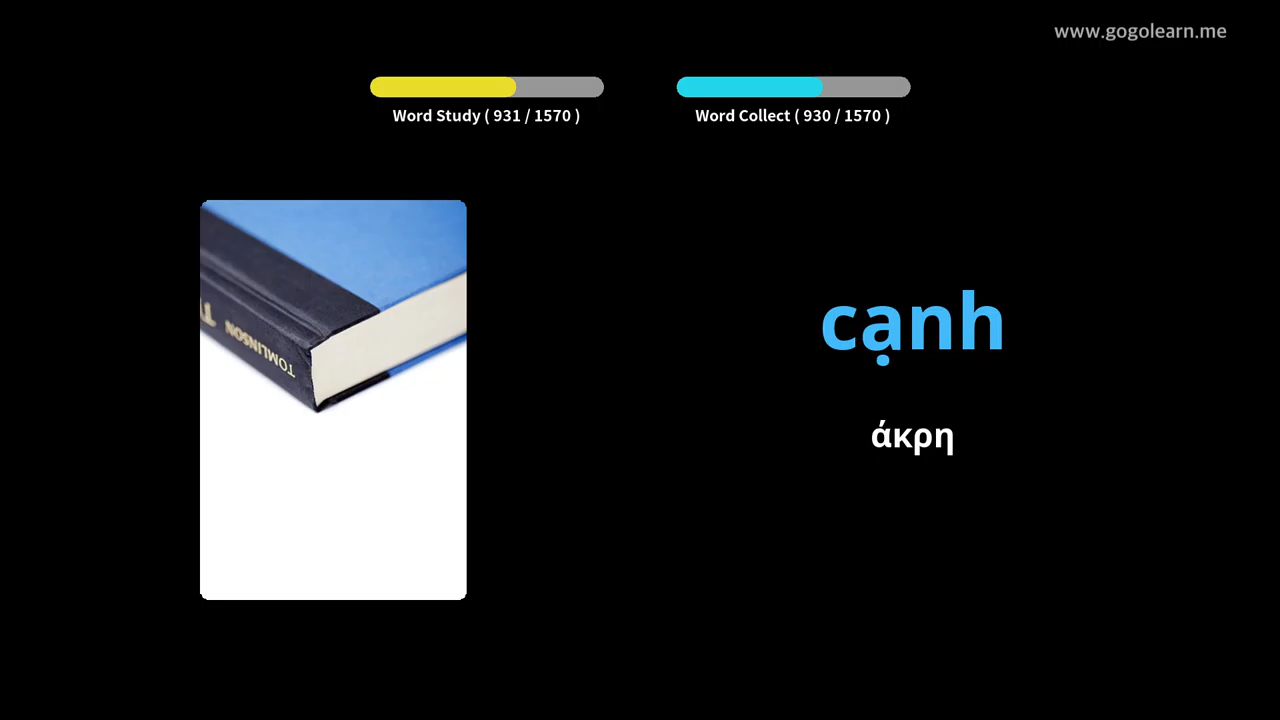 www.gogolearn.me
Word Study ( 931 / 1570 )
Word Collect ( 930 / 1570 )
TOMLINSON
cạnh
άκρη